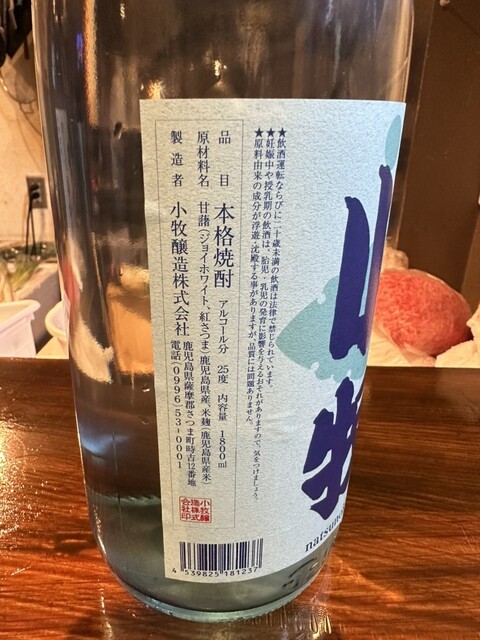 ★飲酒運転ならびに二十歳未満の飲酒は法律で禁じられています。
★妊娠中や授乳期の飲酒は、胎児・乳児の発育に影響を与えるおそれがありますので、気をつけましょう。
★原料由来の成分が浮遊・沈殿する事がありますが、品質には問題ありません。
品目 本格焼酎 アルコール分 25度 内容量 1800ml
原材料名 甘藷(ジョイホワイト、紅さつま)鹿児島県産、米麹(鹿児島県産米)
製造者 小牧醸造株式会社 鹿児島県薩摩郡さつま町時吉12番地
電話(0996)53-0001
小牧醸
造株式
会社印
4 539825 181237